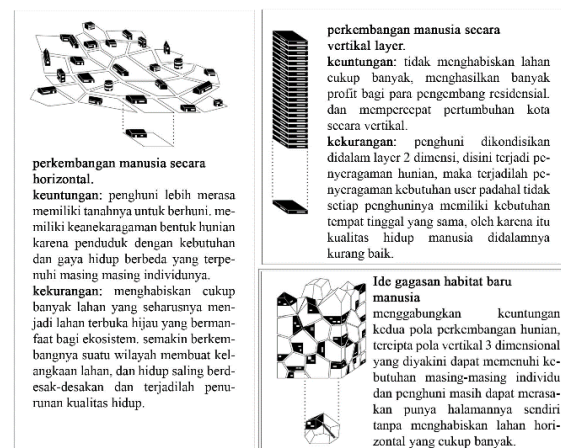 perkembangan manusia secara
horizontal.
keuntungan: penghuni lebih merasa
memiliki tanahnya untuk berhuni, me-
miliki keanekaragaman bentuk hunian
karena penduduk dengan kebutuhan
dan gaya hidup berbeda yang terpe-
nuhi masing masing individunya.
kekurangan: menghabiskan cukup
banyak lahan yang seharusnya men-
jadi lahan terbuka hijau yang berman-
faat bagi ekosistem. semakin berkem-
bangnya suatu wilayah membuat kel-
angkaan lahan, dan hidup saling berd-
esak-desakan dan terjadilah penu-
runan kualitas hidup.
perkembangan manusia secara
vertikal layer.
keuntungan: tidak menghabiskan lahan
cukup banyak, menghasilkan banyak
profit bagi para pengembang residensial.
dan mempercepat pertumbuhan kota
secara vertikal.
kekurangan: penghuni dikondisikan
didalam layer 2 dimensi, disini terjadi pe-
nyeragaman hunian, maka terjadilah pe-
nyeragaman kebutuhan user padahal tidak
setiap penghuninya memiliki kebutuhan
tempat tinggal yang sama, oleh karena itu
kualitas hidup manusia didalamnya
kurang baik.
Ide gagasan habitat baru
manusia
menggabungkan keuntungan
kedua pola perkembangan hunian,
tercipta pola vertikal 3 dimensional
yang diyakini dapat memenuhi ke-
butuhan masing-masing individu
dan penghuni masih dapat merasa-
kan punya halamannya sendiri
tanpa menghabiskan lahan hori-
zontal yang cukup banyak.